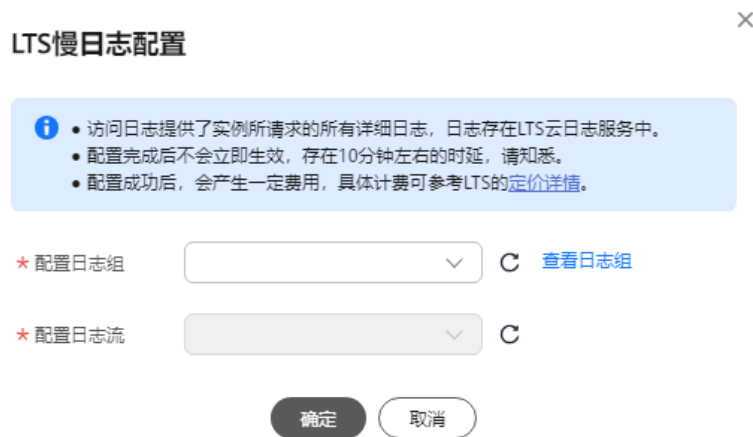 LTS慢日志配置
• 访问日志提供了实例所请求的所有详细日志，日志存在LTS云日志服务中。
• 配置完成后不会立即生效，存在10分钟左右的时延，请知悉。
• 配置成功后，会产生一定费用，具体计费可参考LTS的定价详情。
* 配置日志组 查看日志组
* 配置日志流
确定 取消